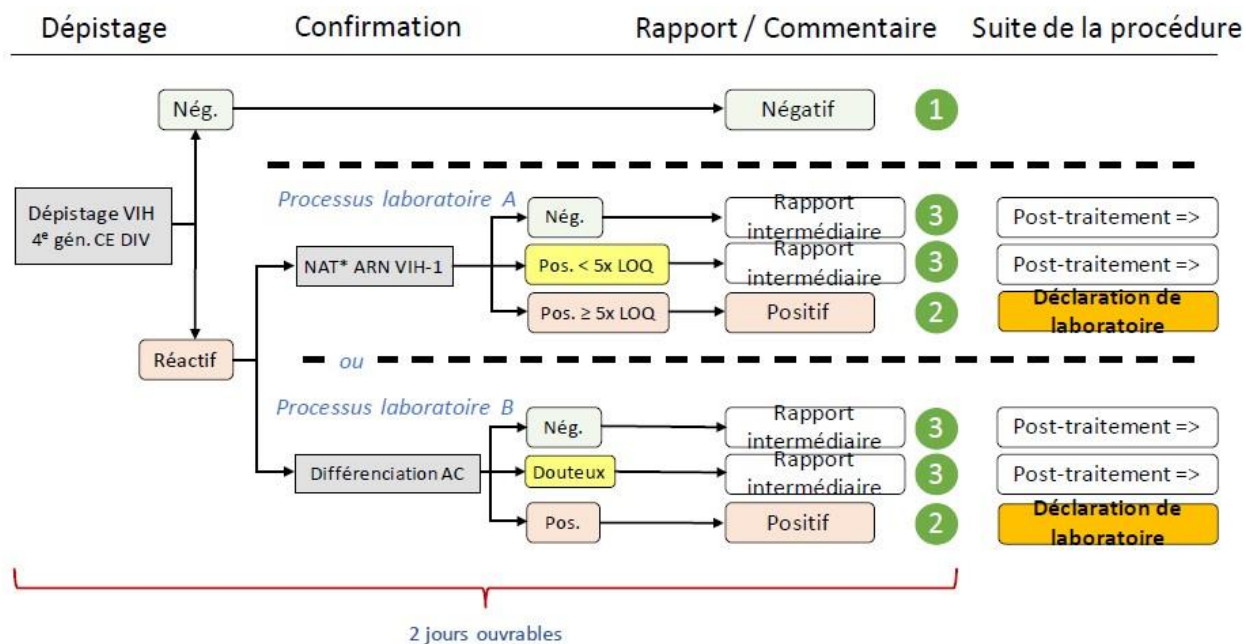 Dépistage
Confirmation
Rapport / Commentaire
Suite de la procédure
Nég.
Négatif
1
Dépistage VIH
4e gén. CE DIV
Réactif
Processus laboratoire A
NAT* ARN VIH-1
Nég.
Rapport
intermédiaire
3
Post-traitement =>
Pos. < 5x LOQ
Rapport
intermédiaire
3
Post-traitement =>
Pos. ≥ 5x LOQ
Positif
2
Déclaration de
laboratoire
ou
Processus laboratoire B
Différenciation AC
Nég.
Rapport
intermédiaire
3
Post-traitement =>
Douteux
Rapport
intermédiaire
3
Post-traitement =>
Pos.
Positif
2
Déclaration de
laboratoire
2 jours ouvrables